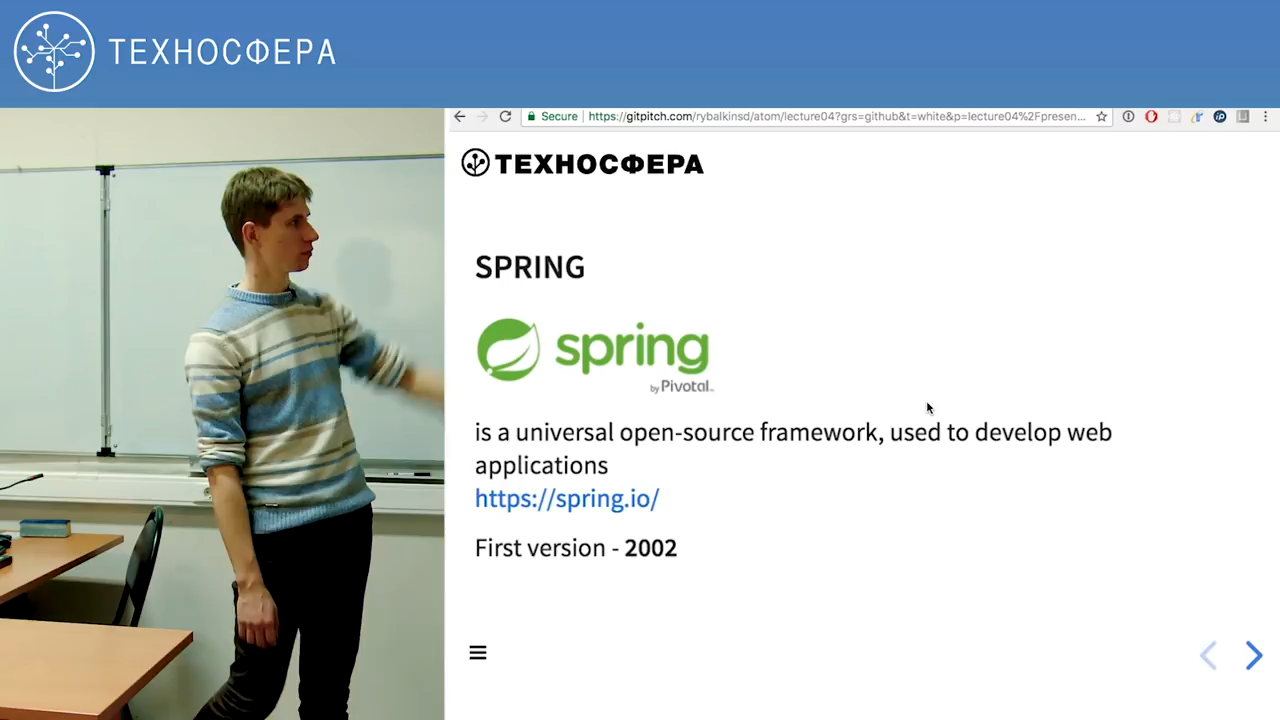 ТЕХНОСФЕРА
Secure https://gitpitch.com/rybalkinsd/atom/lecture04?grs=github&t=white&p=lecture04%2Fpresen...
ТЕХНОСФЕРА
SPRING
spring
by Pivotal
is a universal open-source framework, used to develop web
applications
https://spring.io/
First version - 2002